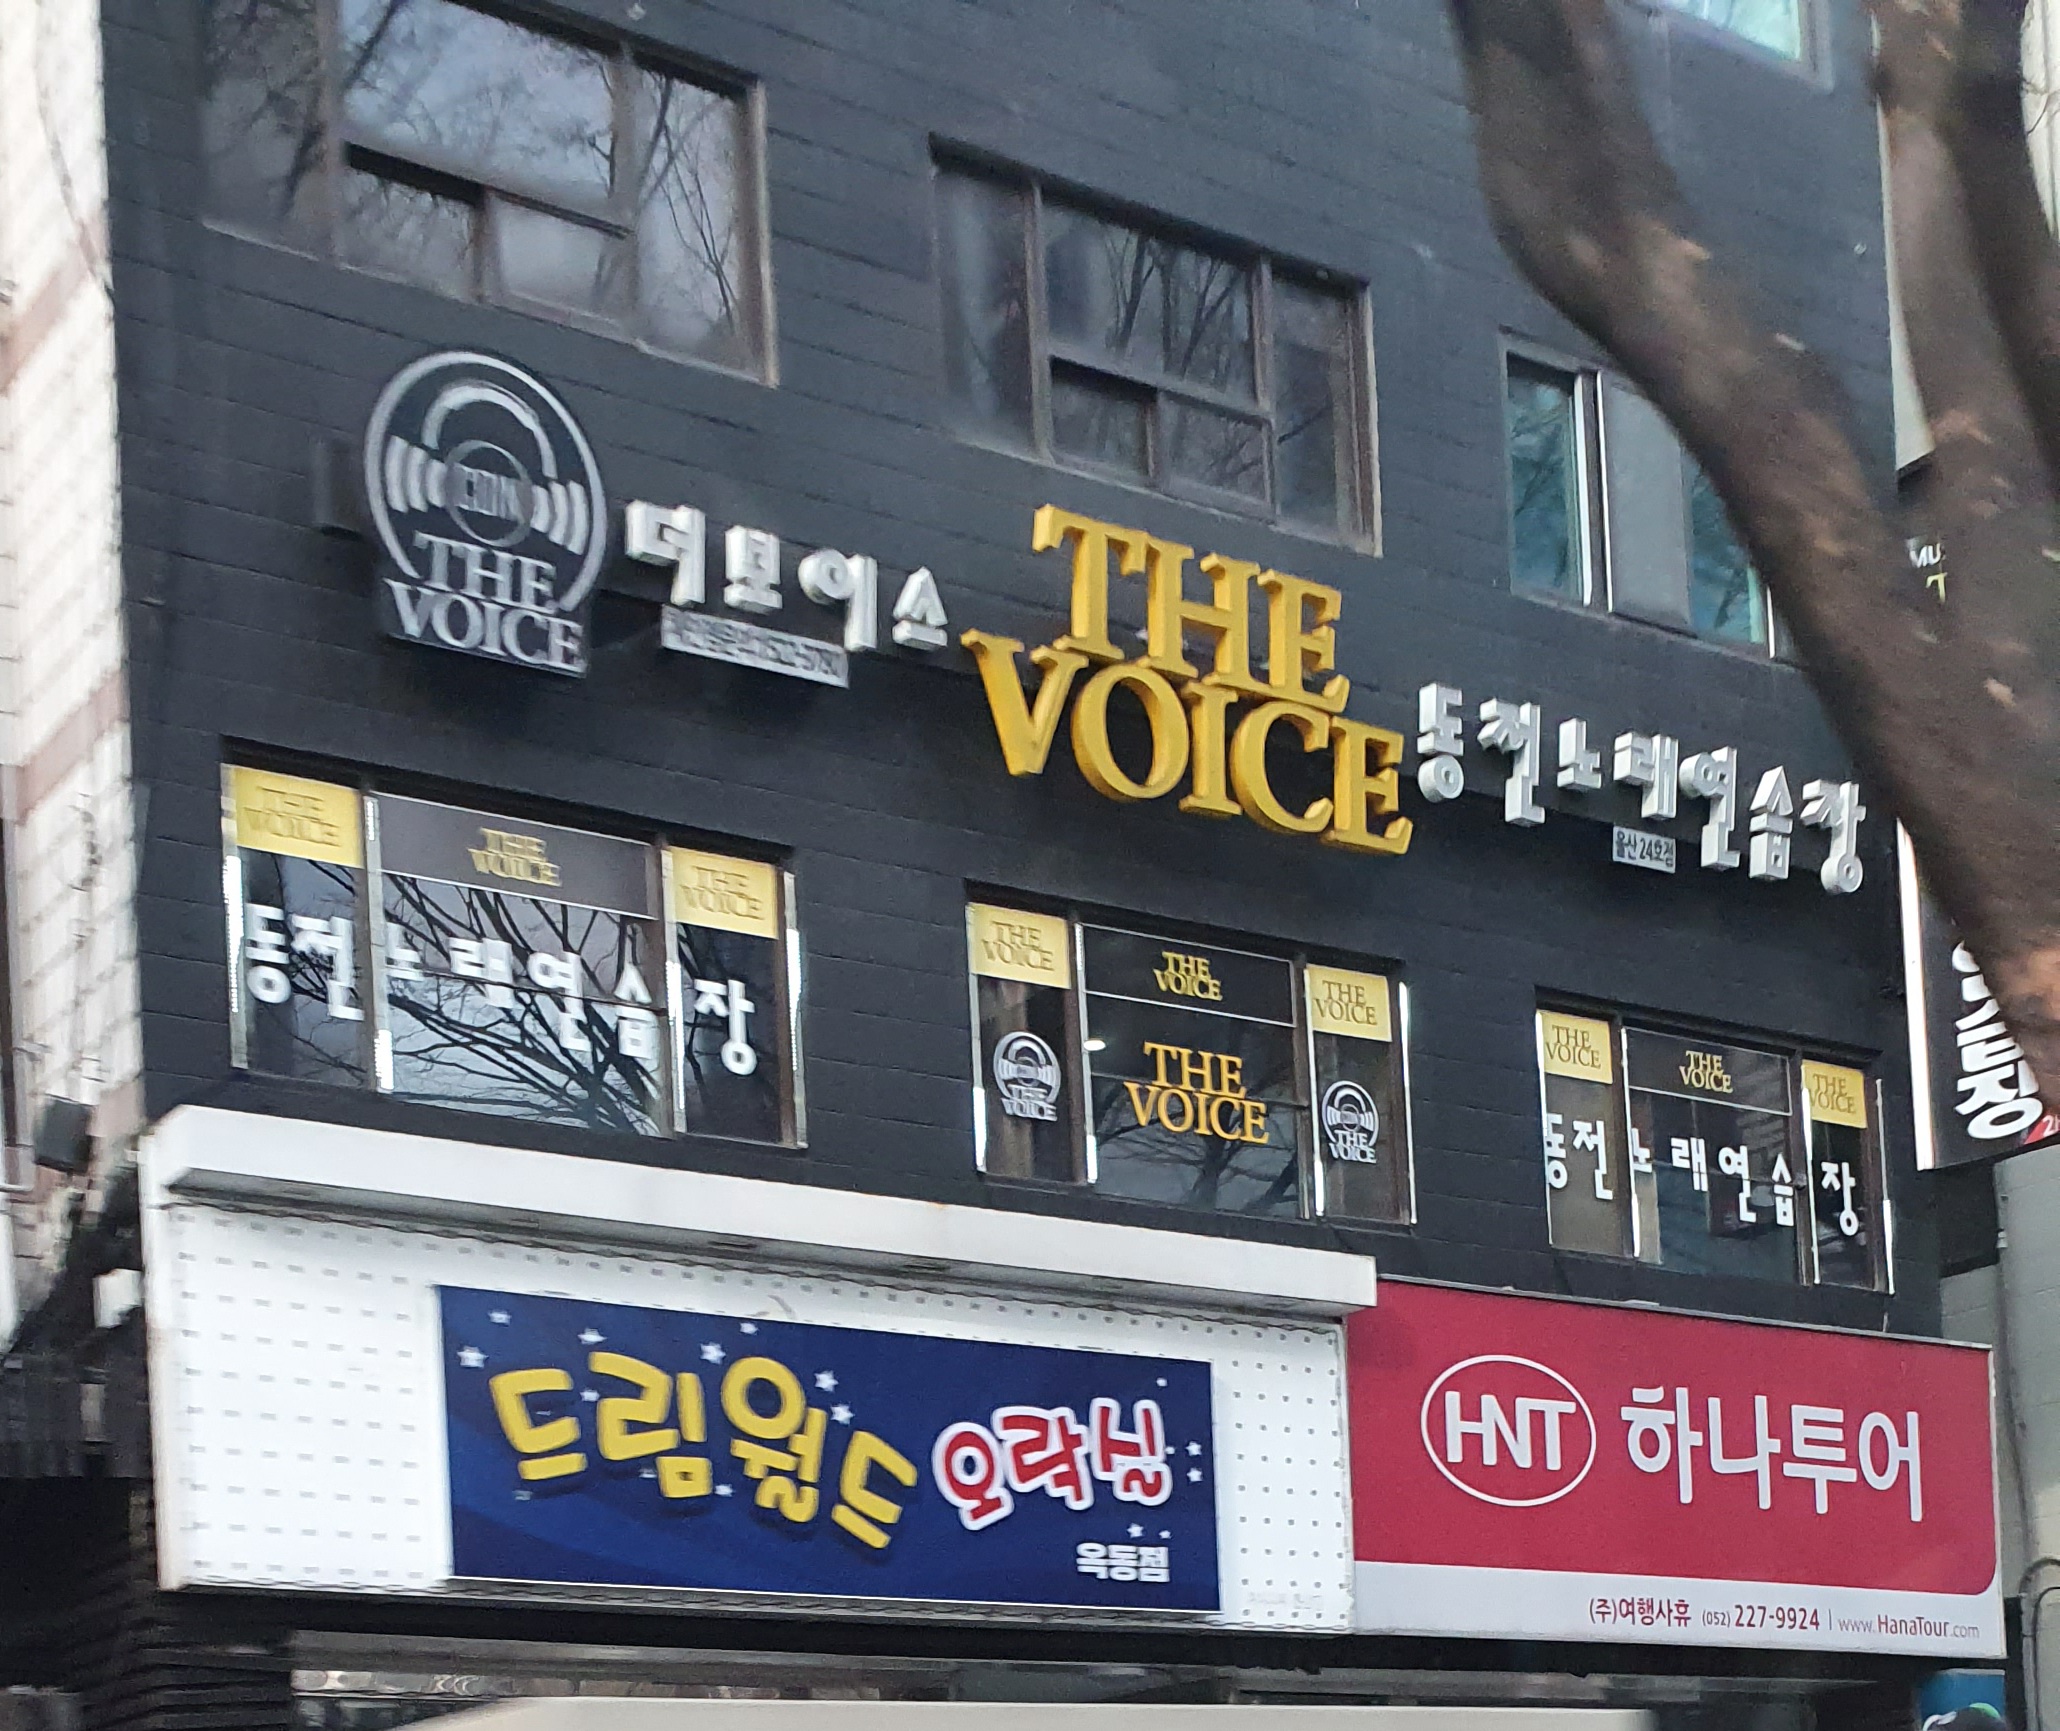 COIN
THE
VOICE
더보이스
THE
VOICE
동전노래연습장
울산24호점
THE
VOICE
THE
VOICE
THE
VOICE
동전노래연습장
THE
VOICE
THE
VOICE
THE
VOICE
THE
VOICE
THE
VOICE
THE
VOICE
THE
VOICE
THE
VOICE
THE
VOICE
동전노래연습장
드림월드 오락실
옥동점
HNT 하나투어
(주)여행사휴 (052) 227-9924 | www.HanaTour.com